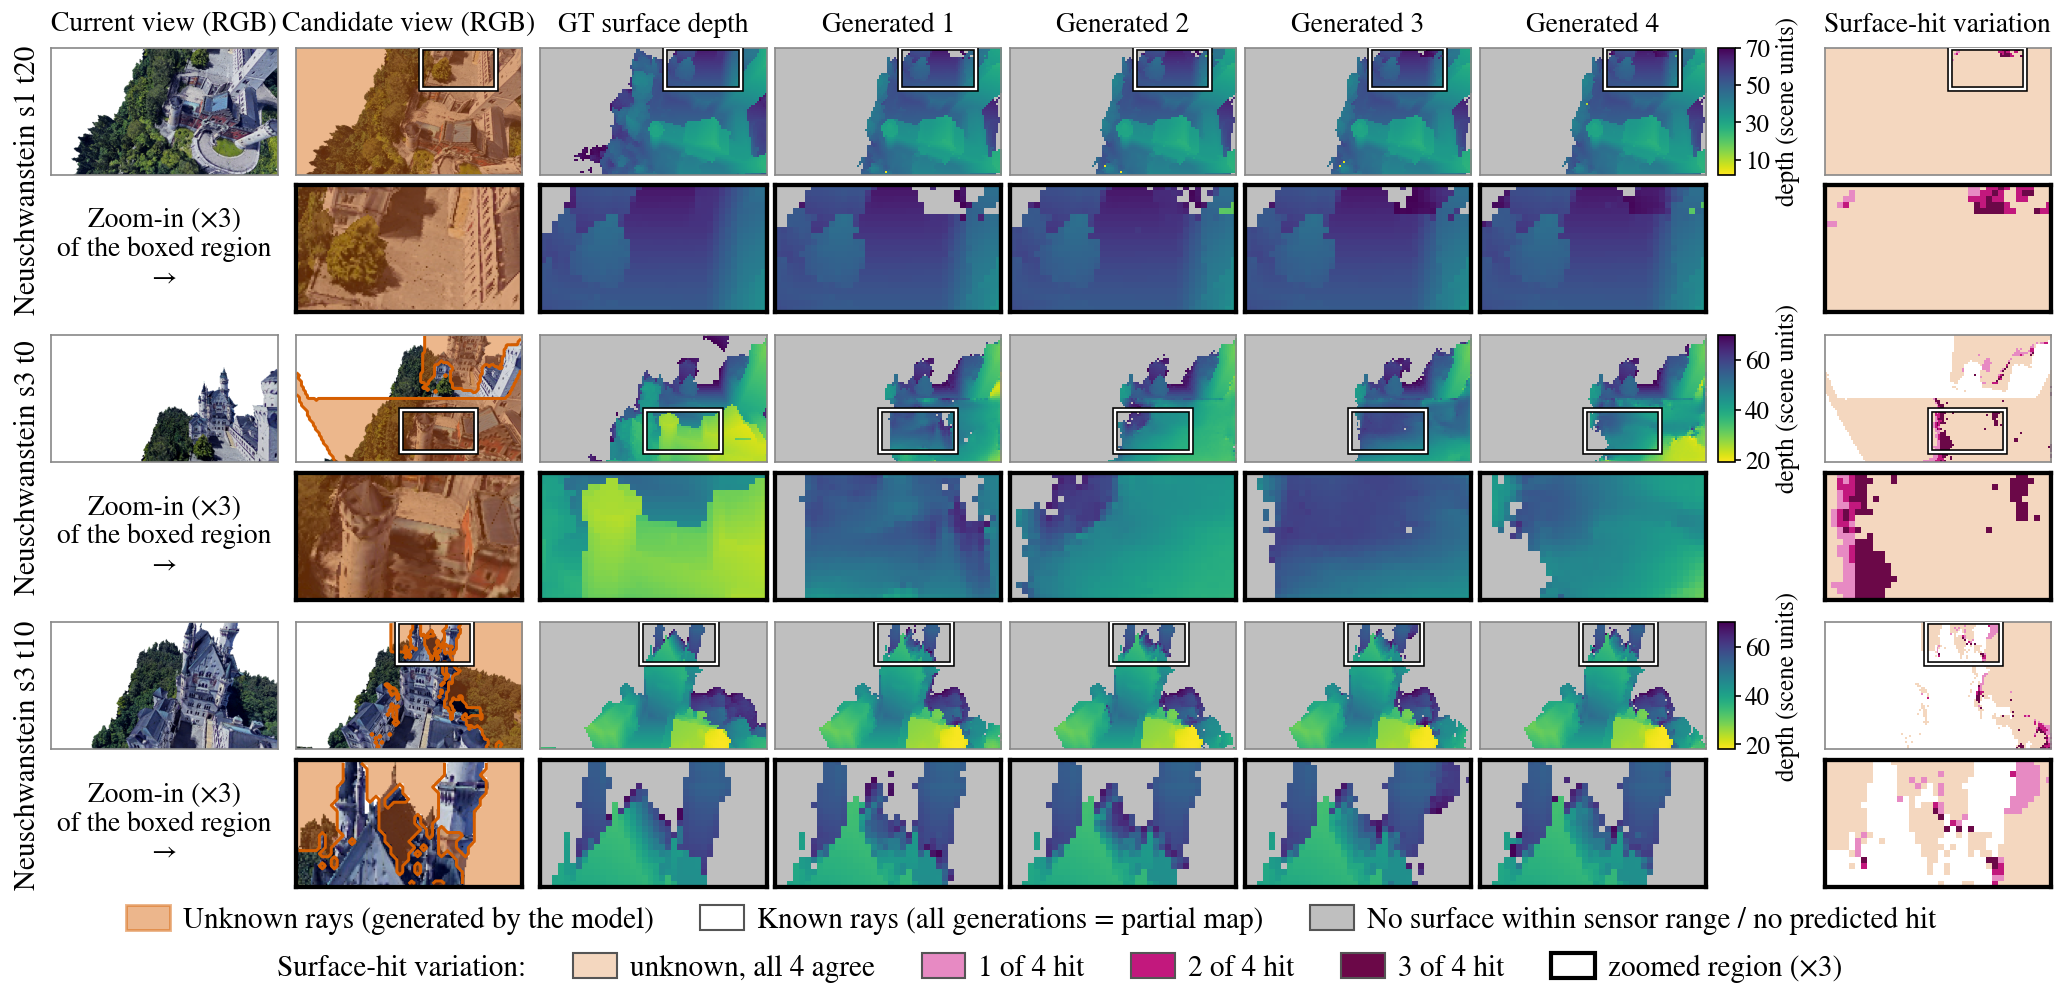 Current view (RGB) Candidate view (RGB) GT surface depth Generated 1 Generated 2 Generated 3 Generated 4 Surface-hit variation
Neuschwanstein s1 t20
70
50
30
10
depth (scene units)
Zoom-in (×3)
of the boxed region
→
Neuschwanstein s3 t0
60
40
20
depth (scene units)
Zoom-in (×3)
of the boxed region
→
Neuschwanstein s3 t10
60
40
20
depth (scene units)
Zoom-in (×3)
of the boxed region
→
Unknown rays (generated by the model) Known rays (all generations = partial map) No surface within sensor range / no predicted hit
Surface-hit variation: unknown, all 4 agree 1 of 4 hit 2 of 4 hit 3 of 4 hit zoomed region (×3)